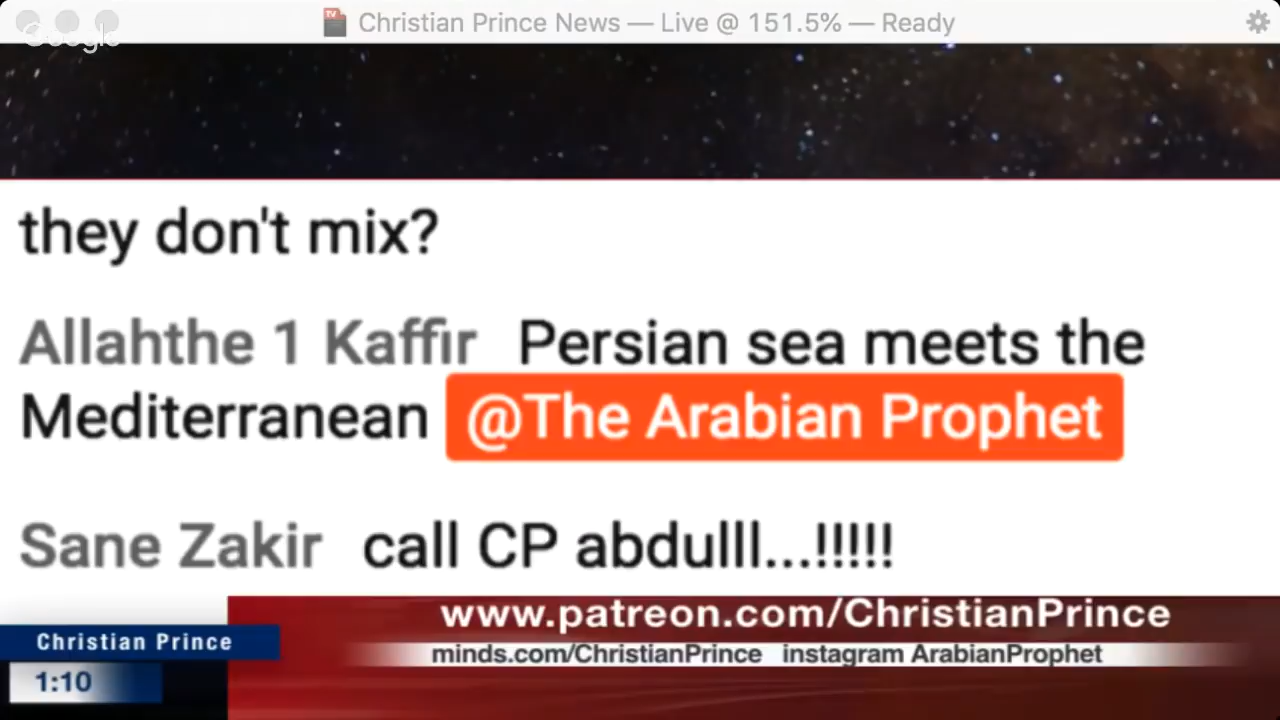 Christian Prince News — Live @ 151.5% — Ready
Google
they don't mix?
Allahthe 1 Kaffir Persian sea meets the
Mediterranean @The Arabian Prophet
Sane Zakir call CP abdulll...!!!!!
www.patreon.com/ChristianPrince
Christian Prince
minds.com/ChristianPrince instagram ArabianProphet
1:10